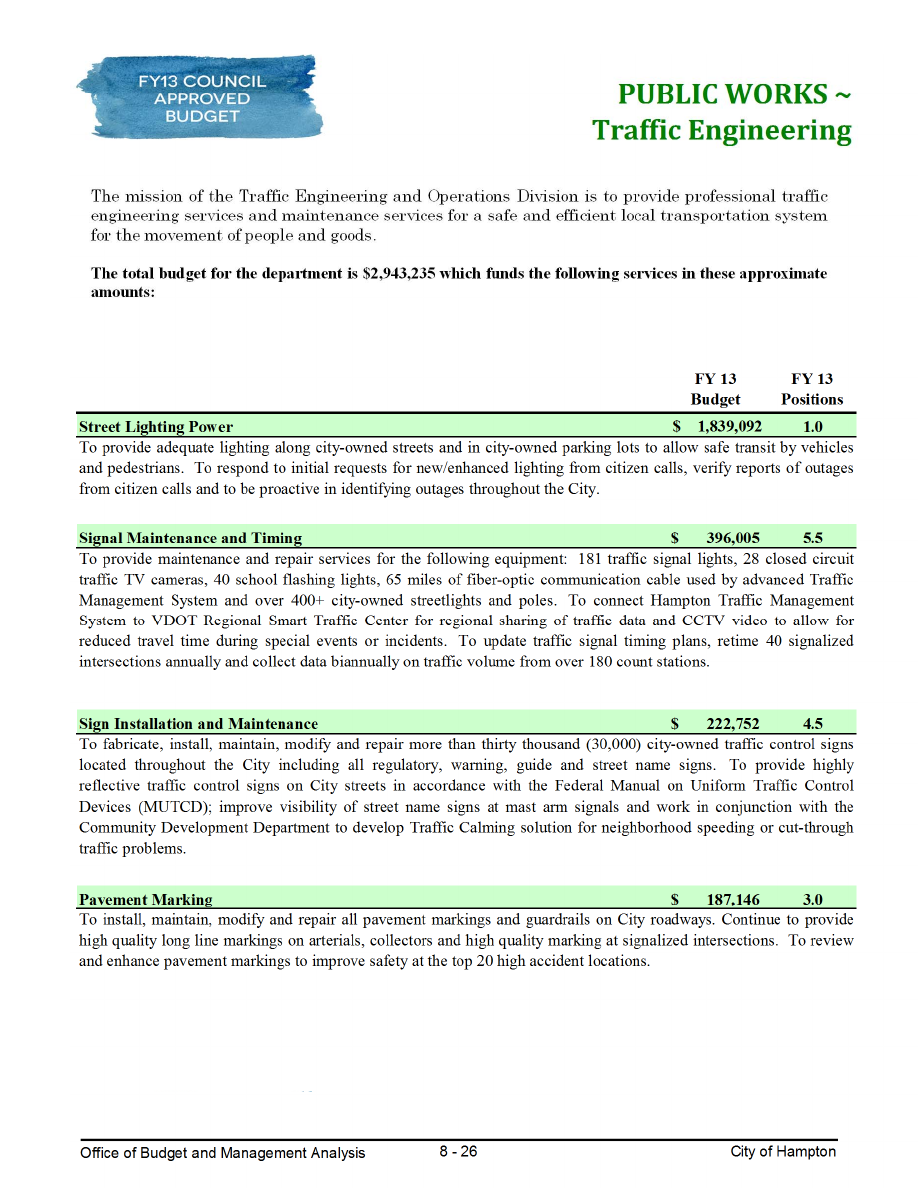 FY13 COUNCIL
APPROVED
BUDGET
PUBLIC WORKS ~
Traffic Engineering
The mission of the Traffic Engineering and Operations Division is to provide professional traffic
engineering services and maintenance services for a safe and efficient local transportation system
for the movement of people and goods.
The total budget for the department is $2,943,235 which funds the following services in these approximate
amounts:
FY 13 FY 13
Budget Positions
Street Lighting Power $ 1,839,092 1.0
To provide adequate lighting along city-owned streets and in city-owned parking lots to allow safe transit by vehicles
and pedestrians. To respond to initial requests for new/enhanced lighting from citizen calls, verify reports of outages
from citizen calls and to be proactive in identifying outages throughout the City.
Signal Maintenance and Timing $ 396,005 5.5
To provide maintenance and repair services for the following equipment: 181 traffic signal lights, 28 closed circuit
traffic TV cameras, 40 school flashing lights, 65 miles of fiber-optic communication cable used by advanced Traffic
Management System and over 400+ city-owned streetlights and poles. To connect Hampton Traffic Management
System to VDOT Regional Smart Traffic Center for regional sharing of traffic data and CCTV video to allow for
reduced travel time during special events or incidents. To update traffic signal timing plans, retime 40 signalized
intersections annually and collect data biannually on traffic volume from over 180 count stations.
Sign Installation and Maintenance $ 222,752 4.5
To fabricate, install, maintain, modify and repair more than thirty thousand (30,000) city-owned traffic control signs
located throughout the City including all regulatory, warning, guide and street name signs. To provide highly
reflective traffic control signs on City streets in accordance with the Federal Manual on Uniform Traffic Control
Devices (MUTCD); improve visibility of street name signs at mast arm signals and work in conjunction with the
Community Development Department to develop Traffic Calming solution for neighborhood speeding or cut-through
traffic problems.
Pavement Marking $ 187,146 3.0
To install, maintain, modify and repair all pavement markings and guardrails on City roadways. Continue to provide
high quality long line markings on arterials, collectors and high quality marking at signalized intersections. To review
and enhance pavement markings to improve safety at the top 20 high accident locations.
Office of Budget and Management Analysis 8 - 26 City of Hampton